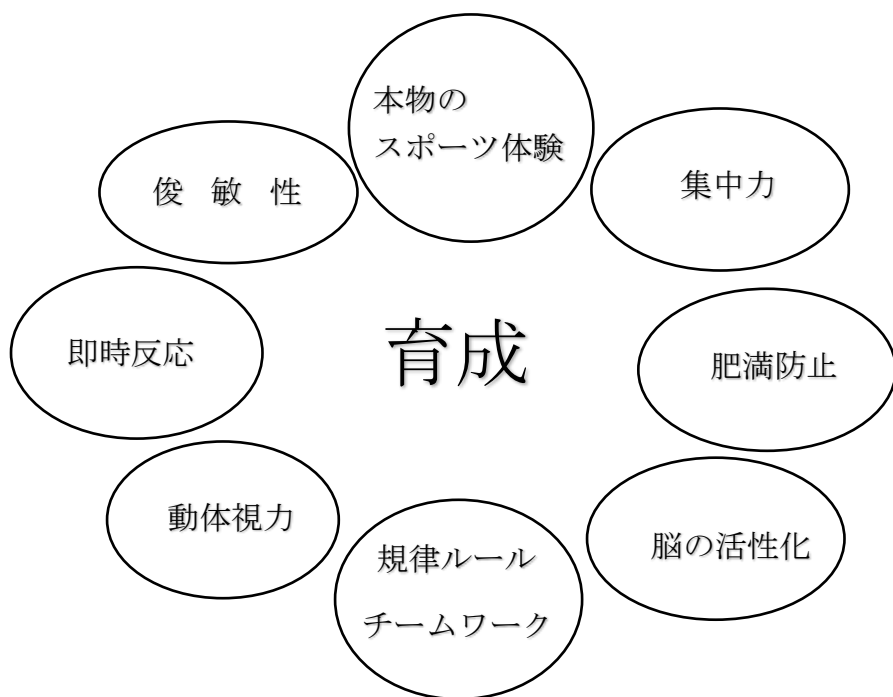 本物の
スポーツ体験
俊 敏 性
集中力
即時反応
育成
肥満防止
動体視力
脳の活性化
規律ルール
チームワーク